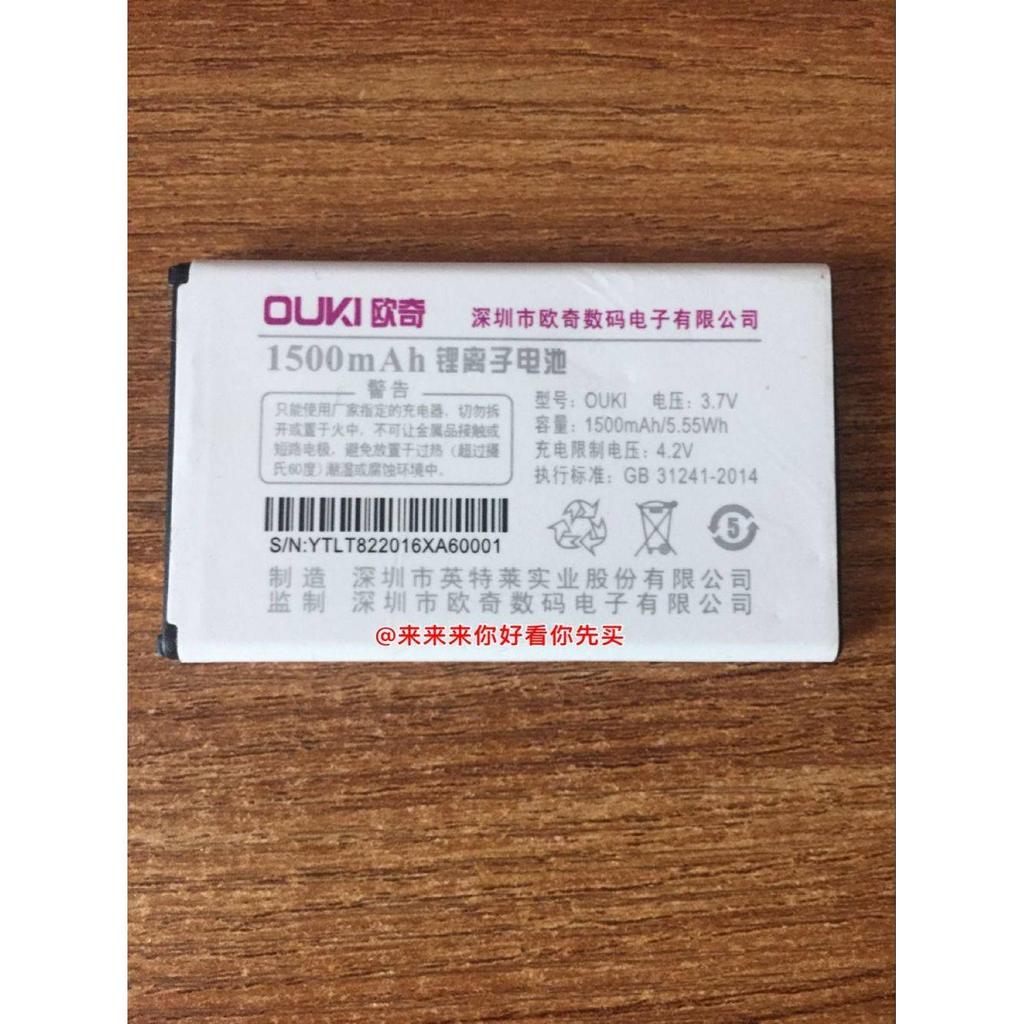 OUKI 欧奇 深圳市欧奇数码电子有限公司
1500mAh 锂离子电池
警告
只能使用厂家指定的充电器，切勿拆
开或置于火中，不可让金属品接触或
短路电极，避免放置于过热（超过摄
氏60度）潮湿或腐蚀环境中。
型号：OUKI 电压：3.7V
容量：1500mAh/5.55Wh
充电限制电压：4.2V
执行标准：GB 31241-2014
5
S/N:YTLT822016XA60001
制造 深圳市英特莱实业股份有限公司
监制 深圳市欧奇数码电子有限公司
@来来来你好看你先买